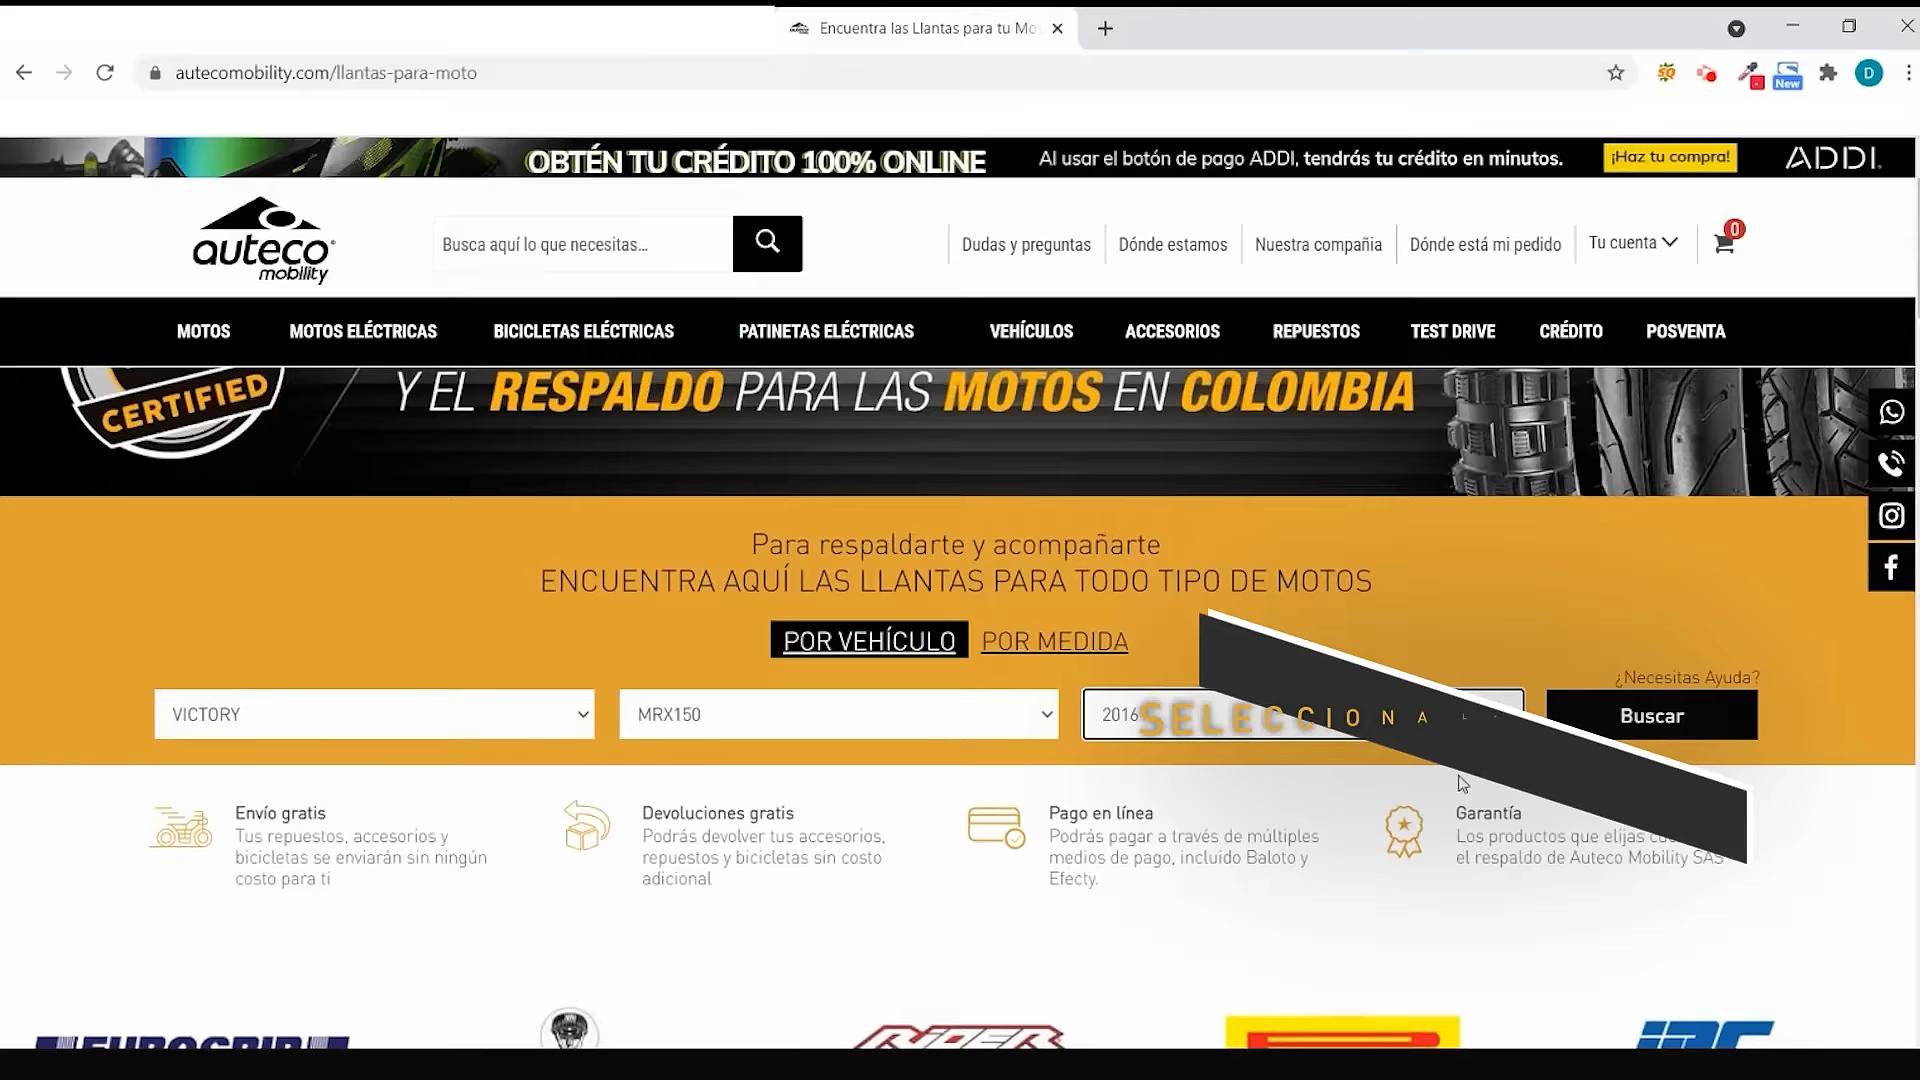 Encuentra las Llantas para tu Mo
autecomobility.com/llantas-para-moto
SQ
New
D
OBTÉN TU CRÉDITO 100% ONLINE
Al usar el botón de pago ADDI, tendrás tu crédito en minutos.
¡Haz tu compra!
ADDI.
auteco
mobility
Busca aquí lo que necesitas...
Dudas y preguntas
Dónde estamos
Nuestra compañia
Dónde está mi pedido
Tu cuenta
0
MOTOS
MOTOS ELÉCTRICAS
BICICLETAS ELÉCTRICAS
PATINETAS ELÉCTRICAS
VEHÍCULOS
ACCESORIOS
REPUESTOS
TEST DRIVE
CRÉDITO
POSVENTA
CERTIFIED
Y EL RESPALDO PARA LAS MOTOS EN COLOMBIA
Para respaldarte y acompañarte
ENCUENTRA AQUÍ LAS LLANTAS PARA TODO TIPO DE MOTOS
POR VEHÍCULO
POR MEDIDA
¿Necesitas Ayuda?
VICTORY
MRX150
2016
SELECCIONA
Buscar
Envío gratis
Tus repuestos, accesorios y
bicicletas se enviarán sin ningún
costo para ti
Devoluciones gratis
Podrás devolver tus accesorios,
repuestos y bicicletas sin costo
adicional
Pago en línea
Podrás pagar a través de múltiples
medios de pago, incluido Baloto y
Efecty.
Garantía
Los productos que elijas
el respaldo de Auteco Mobility SAS
EUROGRIP
RYDER